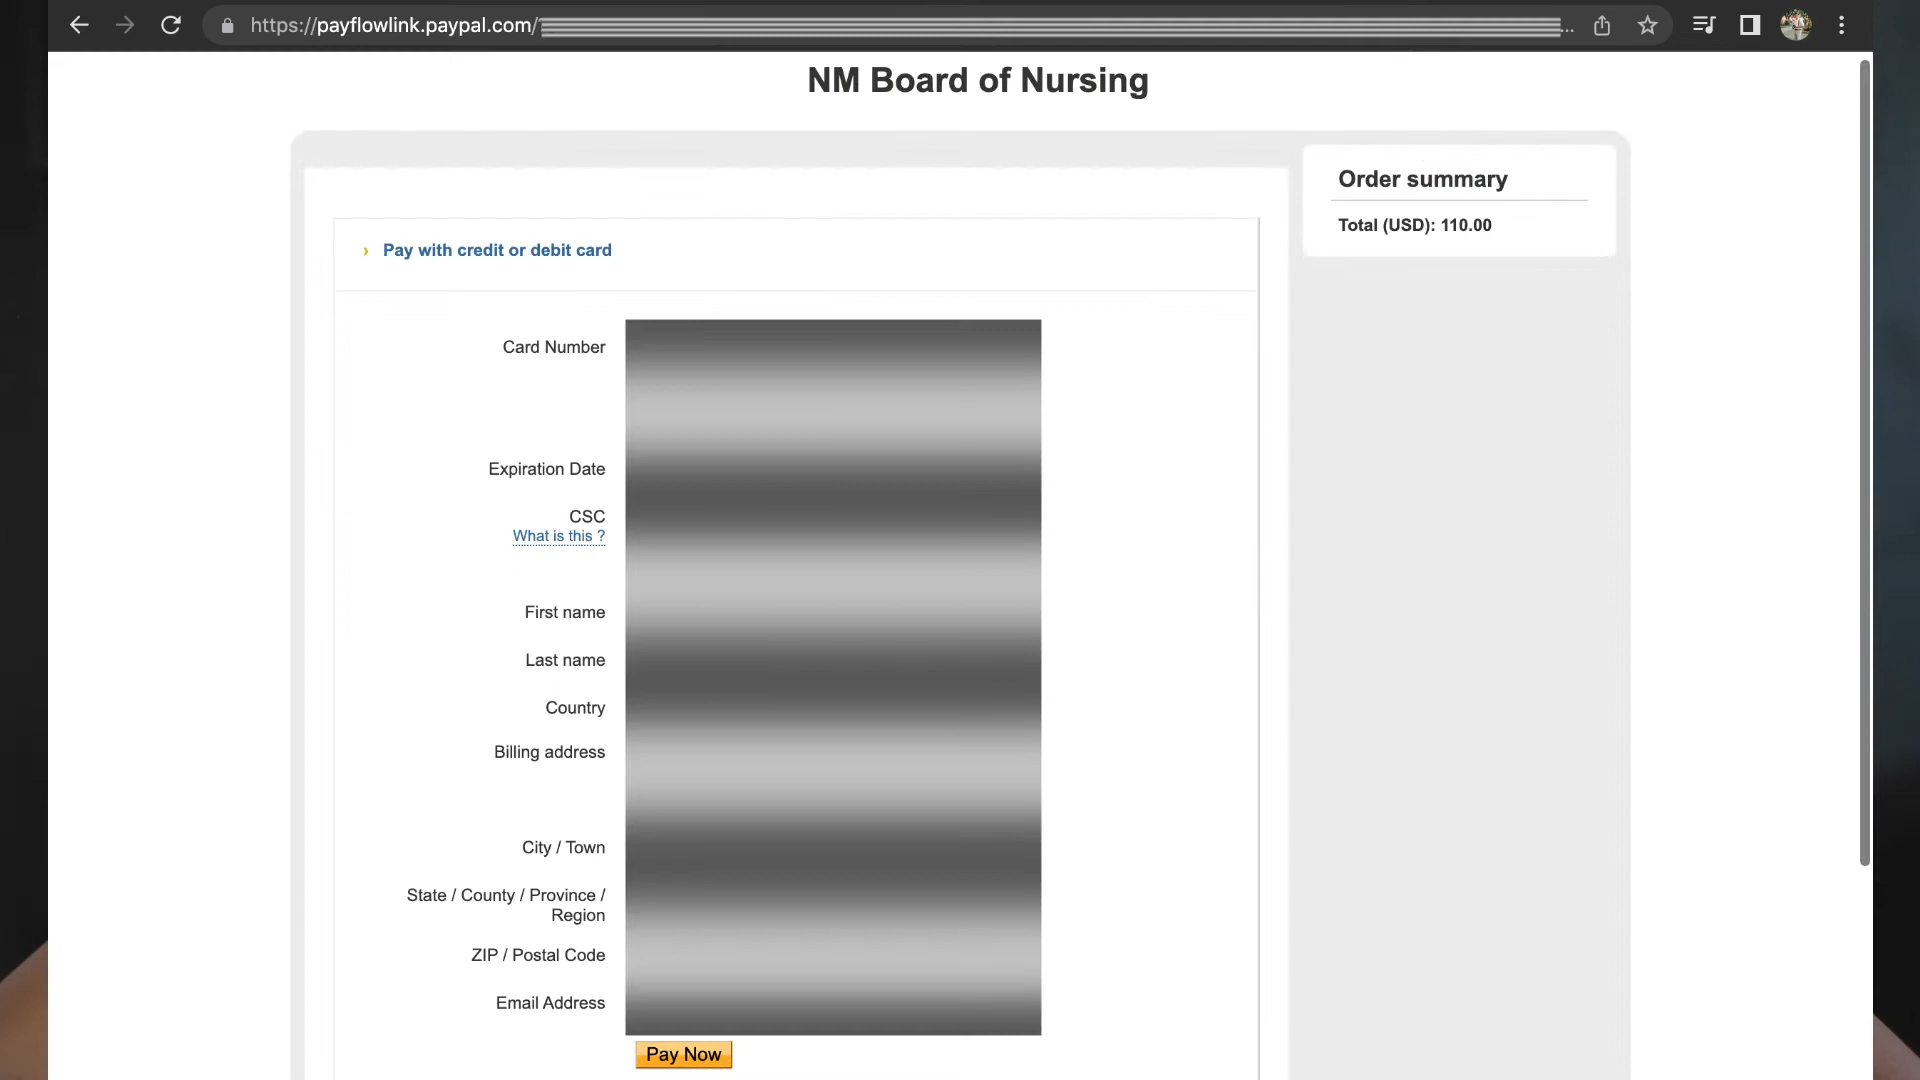 https://payflowlink.paypal.com/
NM Board of Nursing
Order summary
Total (USD): 110.00
› Pay with credit or debit card
Card Number
Expiration Date
CSC
What is this ?
First name
Last name
Country
Billing address
City / Town
State / County / Province /
Region
ZIP / Postal Code
Email Address
Pay Now